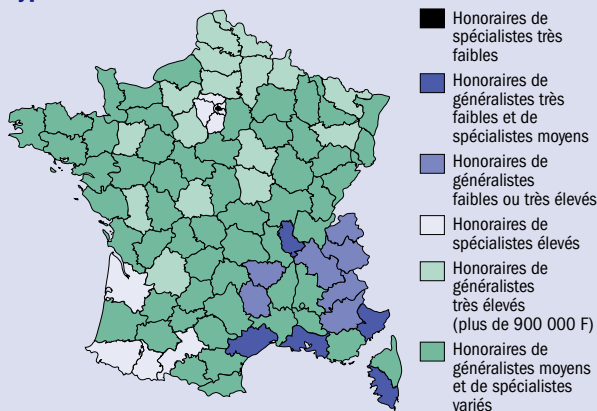 Honoraires de
spécialistes très
faibles
Honoraires de
généralistes très
faibles et de
spécialistes moyens
Honoraires de
généralistes
faibles ou très élevés
Honoraires de
spécialistes élevés
Honoraires de
généralistes
très élevés
(plus de 900 000 F)
Honoraires de
généralistes moyens
et de spécialistes
variés